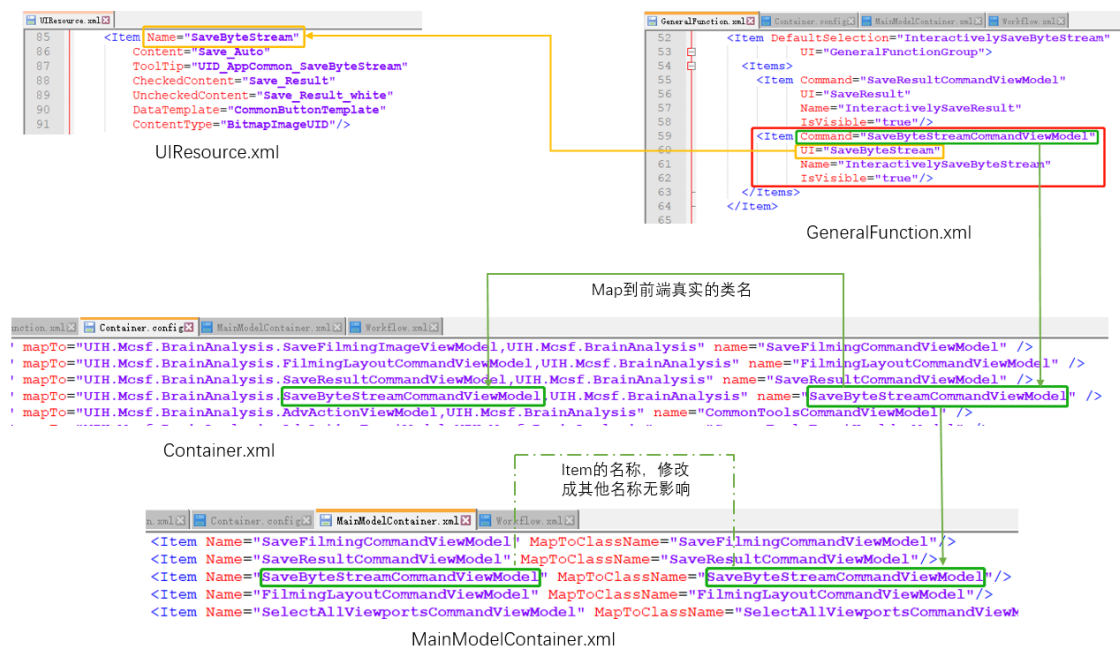 UIResource.xml
85 <Item Name="SaveByteStream"
86 Content="Save_Auto"
87 ToolTip="UID_AppCommon_SaveByteStream"
88 CheckedContent="Save_Result"
89 UncheckedContent="Save_Result_white"
90 DataTemplate="CommonButtonTemplate"
91 ContentType="BitmapImageUID"/>
UIResource.xml
GeneralFunction.xml Container.config MainModelContainer.xml Workflow.xml
52 <Item DefaultSelection="InteractivelySaveByteStream"
53 UI="GeneralFunctionGroup">
54 <Items>
55 <Item Command="SaveResultCommandViewModel"
56 UI="SaveResult"
57 Name="InteractivelySaveResult"
58 IsVisible="true"/>
59 <Item Command="SaveByteStreamCommandViewModel"
60 UI="SaveByteStream"
61 Name="InteractivelySaveByteStream"
62 IsVisible="true"/>
63 </Items>
64 </Item>
65
GeneralFunction.xml
Map到前端真实的类名
nction.xml Container.config MainModelContainer.xml Workflow.xml
" mapTo="UIH.Mcsf.BrainAnalysis.SaveFilmingImageViewModel,UIH.Mcsf.BrainAnalysis" name="SaveFilmingCommandViewModel" />
" mapTo="UIH.Mcsf.BrainAnalysis.FilmingLayoutCommandViewModel,UIH.Mcsf.BrainAnalysis" name="FilmingLayoutCommandViewModel" />
" mapTo="UIH.Mcsf.BrainAnalysis.SaveResultCommandViewModel,UIH.Mcsf.BrainAnalysis" name="SaveResultCommandViewModel" />
" mapTo="UIH.Mcsf.BrainAnalysis.SaveByteStreamCommandViewModel,UIH.Mcsf.BrainAnalysis" name="SaveByteStreamCommandViewModel" />
" mapTo="UIH.Mcsf.BrainAnalysis.AdvActionViewModel,UIH.Mcsf.BrainAnalysis" name="CommonToolsCommandViewModel" />
Container.xml
Item的名称，修改
成其他名称无影响
n.xml Container.config MainModelContainer.xml Workflow.xml
<Item Name="SaveFilmingCommandViewModel" MapToClassName="SaveFilmingCommandViewModel"/>
<Item Name="SaveResultCommandViewModel" MapToClassName="SaveResultCommandViewModel"/>
<Item Name="SaveByteStreamCommandViewModel" MapToClassName="SaveByteStreamCommandViewModel"/>
<Item Name="FilmingLayoutCommandViewModel" MapToClassName="FilmingLayoutCommandViewModel"/>
<Item Name="SelectAllViewportsCommandViewModel" MapToClassName="SelectAllViewportsCommandView
MainModelContainer.xml